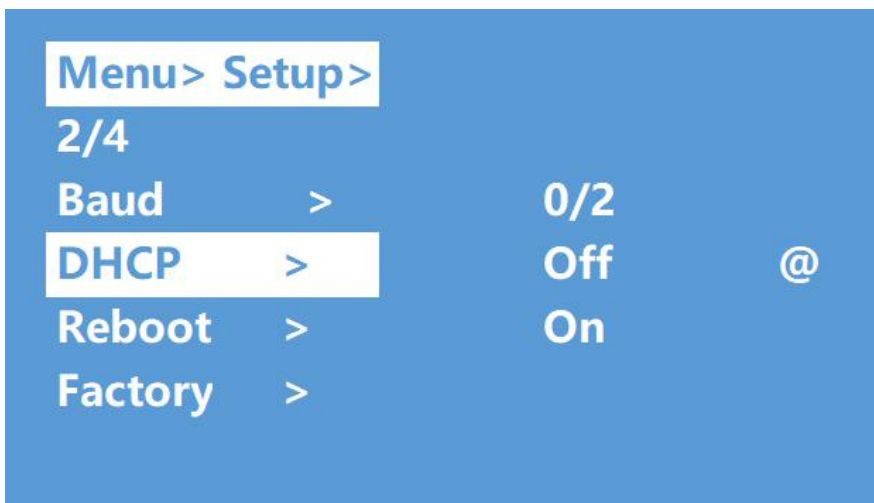 Menu> Setup>
2/4
Baud > 0/2
DHCP > Off @
Reboot > On
Factory >